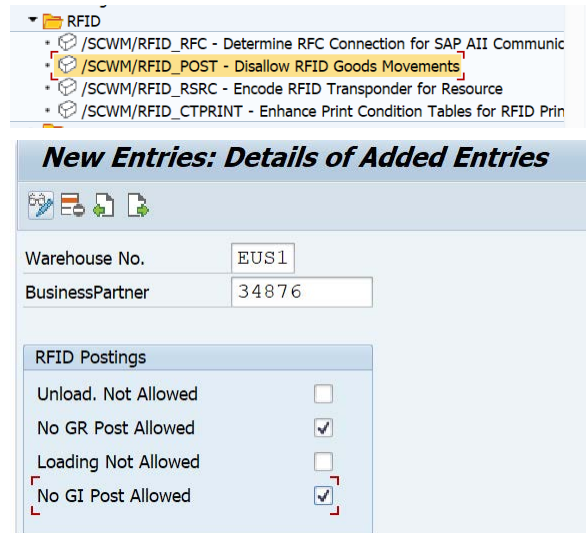 RFID
/SCWM/RFID_RFC - Determine RFC Connection for SAP AII Communic
/SCWM/RFID_POST - Disallow RFID Goods Movements
/SCWM/RFID_RSRC - Encode RFID Transponder for Resource
/SCWM/RFID_CTPRINT - Enhance Print Condition Tables for RFID Prin
New Entries: Details of Added Entries
Warehouse No. EUS1
BusinessPartner 34876
RFID Postings
Unload. Not Allowed
No GR Post Allowed
Loading Not Allowed
No GI Post Allowed